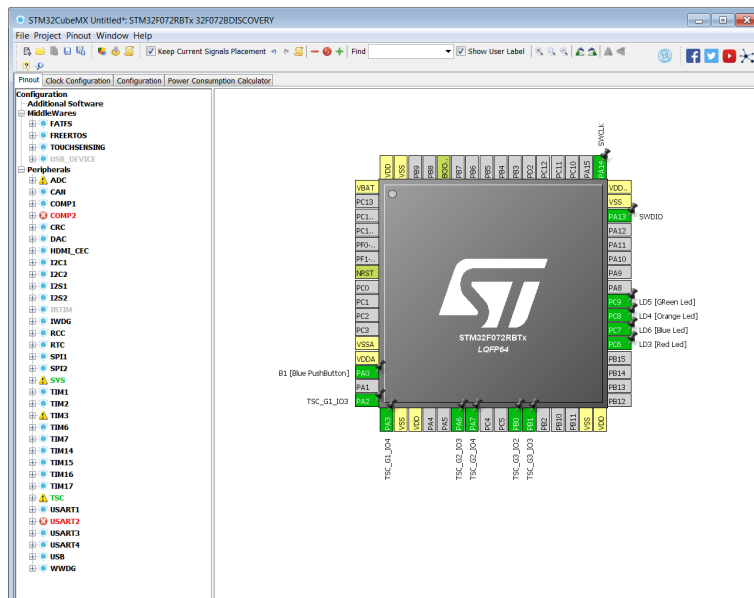 STM32CubeMX Untitled*: STM32F072RBTx 32F072BDISCOVERY
File Project Pinout Window Help
Keep Current Signals Placement
Find
Show User Label
?
Pinout Clock Configuration Configuration Power Consumption Calculator
Configuration
Additional Software
MiddleWares
FATFS
FREERTOS
TOUCHSENSING
USB_DEVICE
Peripherals
ADC
CAN
COMP1
COMP2
CRC
DAC
HDMI_CEC
I2C1
I2C2
I2S1
I2S2
IRTIM
IWDG
RCC
RTC
SPI1
SPI2
SYS
TIM1
TIM2
TIM3
TIM6
TIM7
TIM14
TIM15
TIM16
TIM17
TSC
USART1
USART2
USART3
USART4
USB
WWDG
SWCLK
VDD VSS PB9 PB8 BOO.. PB7 PB6 PB5 PB4 PB3 PD2 PC12 PC11 PC10 PA15 PA14
VBAT
PC13
PC1..
PC1..
PF0-..
PF1-..
NRST
PC0
PC1
PC2
PC3
VSSA
VDDA
B1 [Blue PushButton] PA0
PA1
TSC_G1_IO3 PA2
ST
STM32F072RBTx
LQFP64
VDD..
VSS
PA13 SWDIO
PA12
PA11
PA10
PA9
PA8
PC9 LD5 [GReen Led]
PC8 LD4 [Orange Led]
PC7 LD6 [Blue Led]
PC6 LD3 [Red Led]
PB15
PB14
PB13
PB12
PA3 VSS VDD PA4 PA5 PA6 PA7 PC4 PC5 PB0 PB1 PB2 PB10 PB11 VSS VDD
TSC_G1_IO4 TSC_G2_IO3 TSC_G2_IO4 TSC_G3_IO2 TSC_G3_IO3